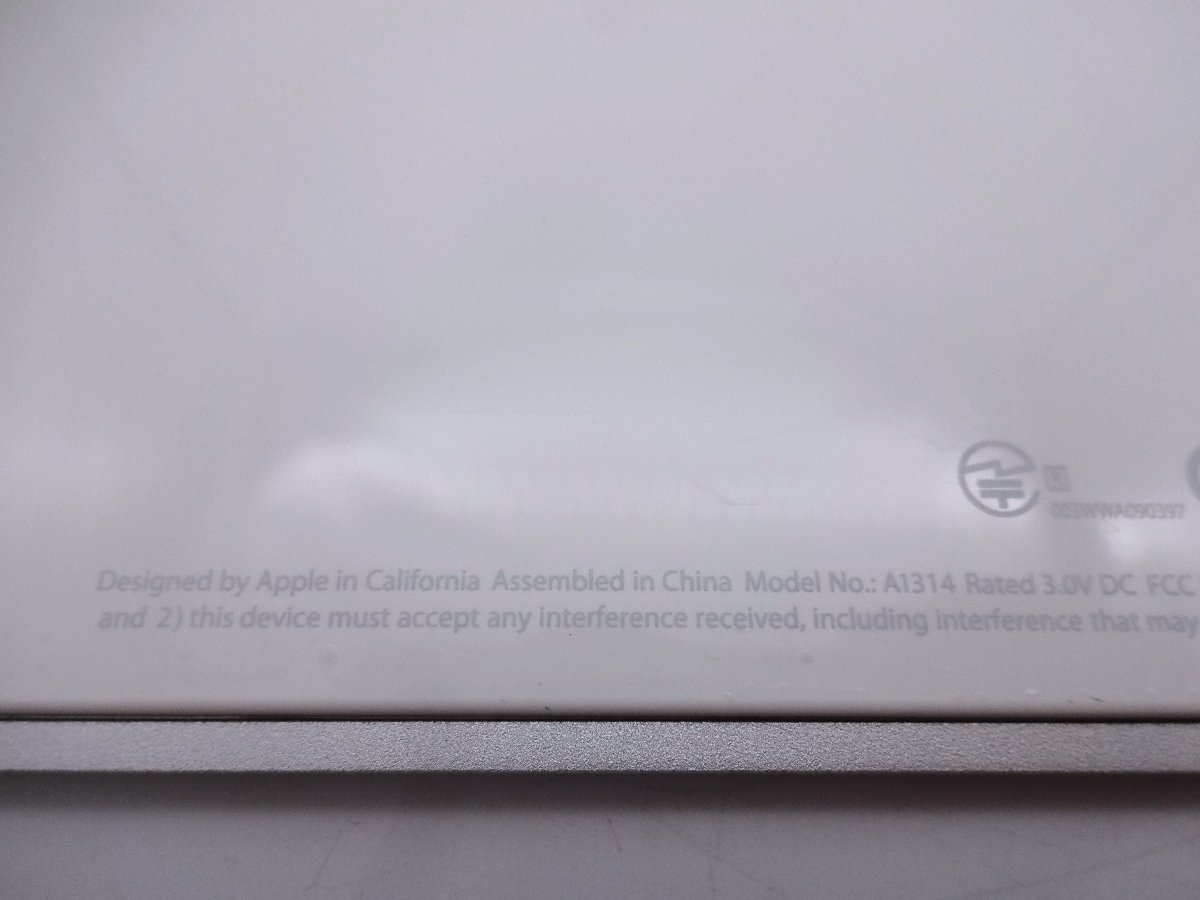 003WWA090397
Designed by Apple in California Assembled in China Model No.: A1314 Rated 3.0V DC FCC
and 2) this device must accept any interference received, including interference that may